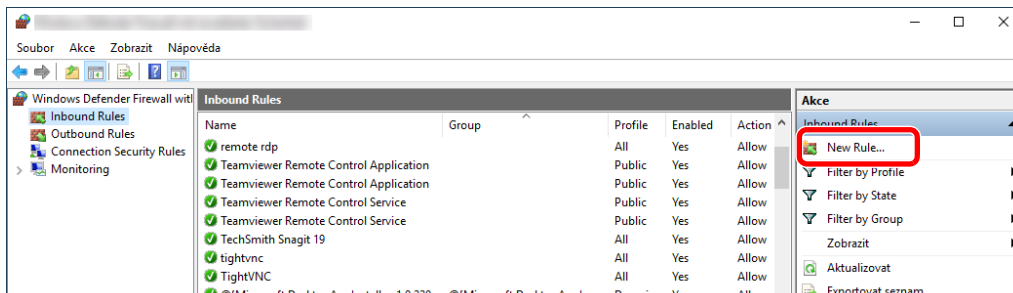 Soubor Akce Zobrazit Nápověda
Windows Defender Firewall witl
Inbound Rules
Outbound Rules
Connection Security Rules
Monitoring
Inbound Rules
Name Group Profile Enabled Action
remote rdp All Yes Allow
Teamviewer Remote Control Application Public Yes Allow
Teamviewer Remote Control Application Public Yes Allow
Teamviewer Remote Control Service Public Yes Allow
Teamviewer Remote Control Service Public Yes Allow
TechSmith Snagit 19 All Yes Allow
tightvnc All Yes Allow
TightVNC All Yes Allow
Akce
Inbound Rules
New Rule...
Filter by Profile
Filter by State
Filter by Group
Zobrazit
Aktualizovat
Exportovat seznam